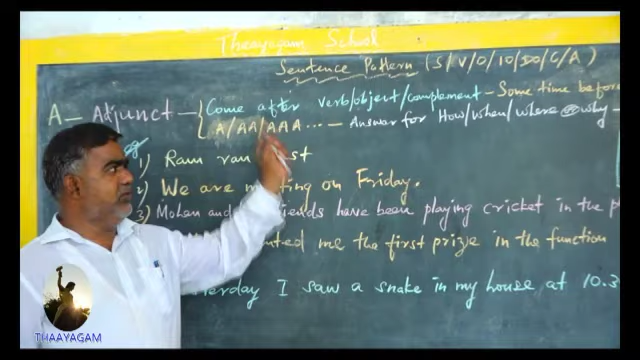 Thaayagam School
Sentence Pattern (S/V/O/IO/DO/C/A)
A - Adjunct - Come after verb/object/complement - Some time before
A/AA/AAA... - Answer for How/when/where why -
eg
1) Ram ran
2) We are on Friday.
3) Mohan and friends have been playing cricket in the
me the first prize in the function
I saw a snake in my house at 10.3
THAAYAGAM